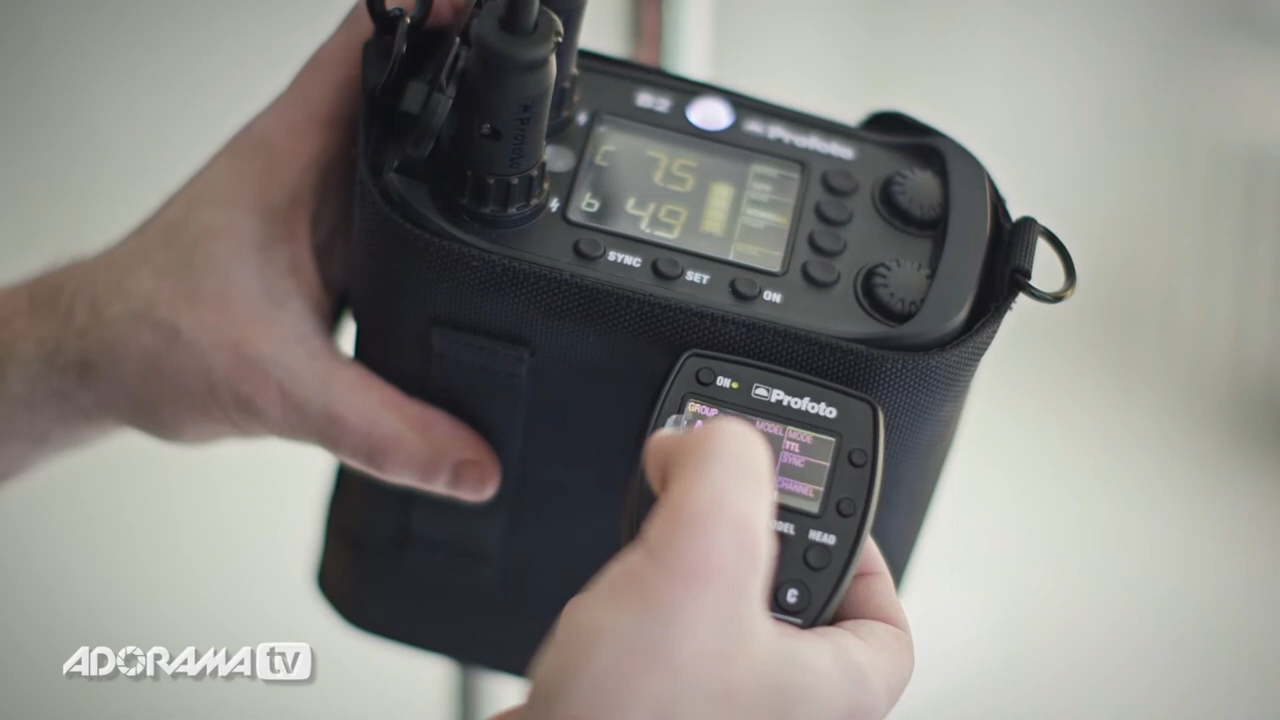 B2 Profoto
Profoto
C 7.5
b 4.9
SYNC SET ON
ON Profoto
GROUP
MODEL MODE
TTL
SYNC
CHANNEL
HEAD
C
ADORAMA tv